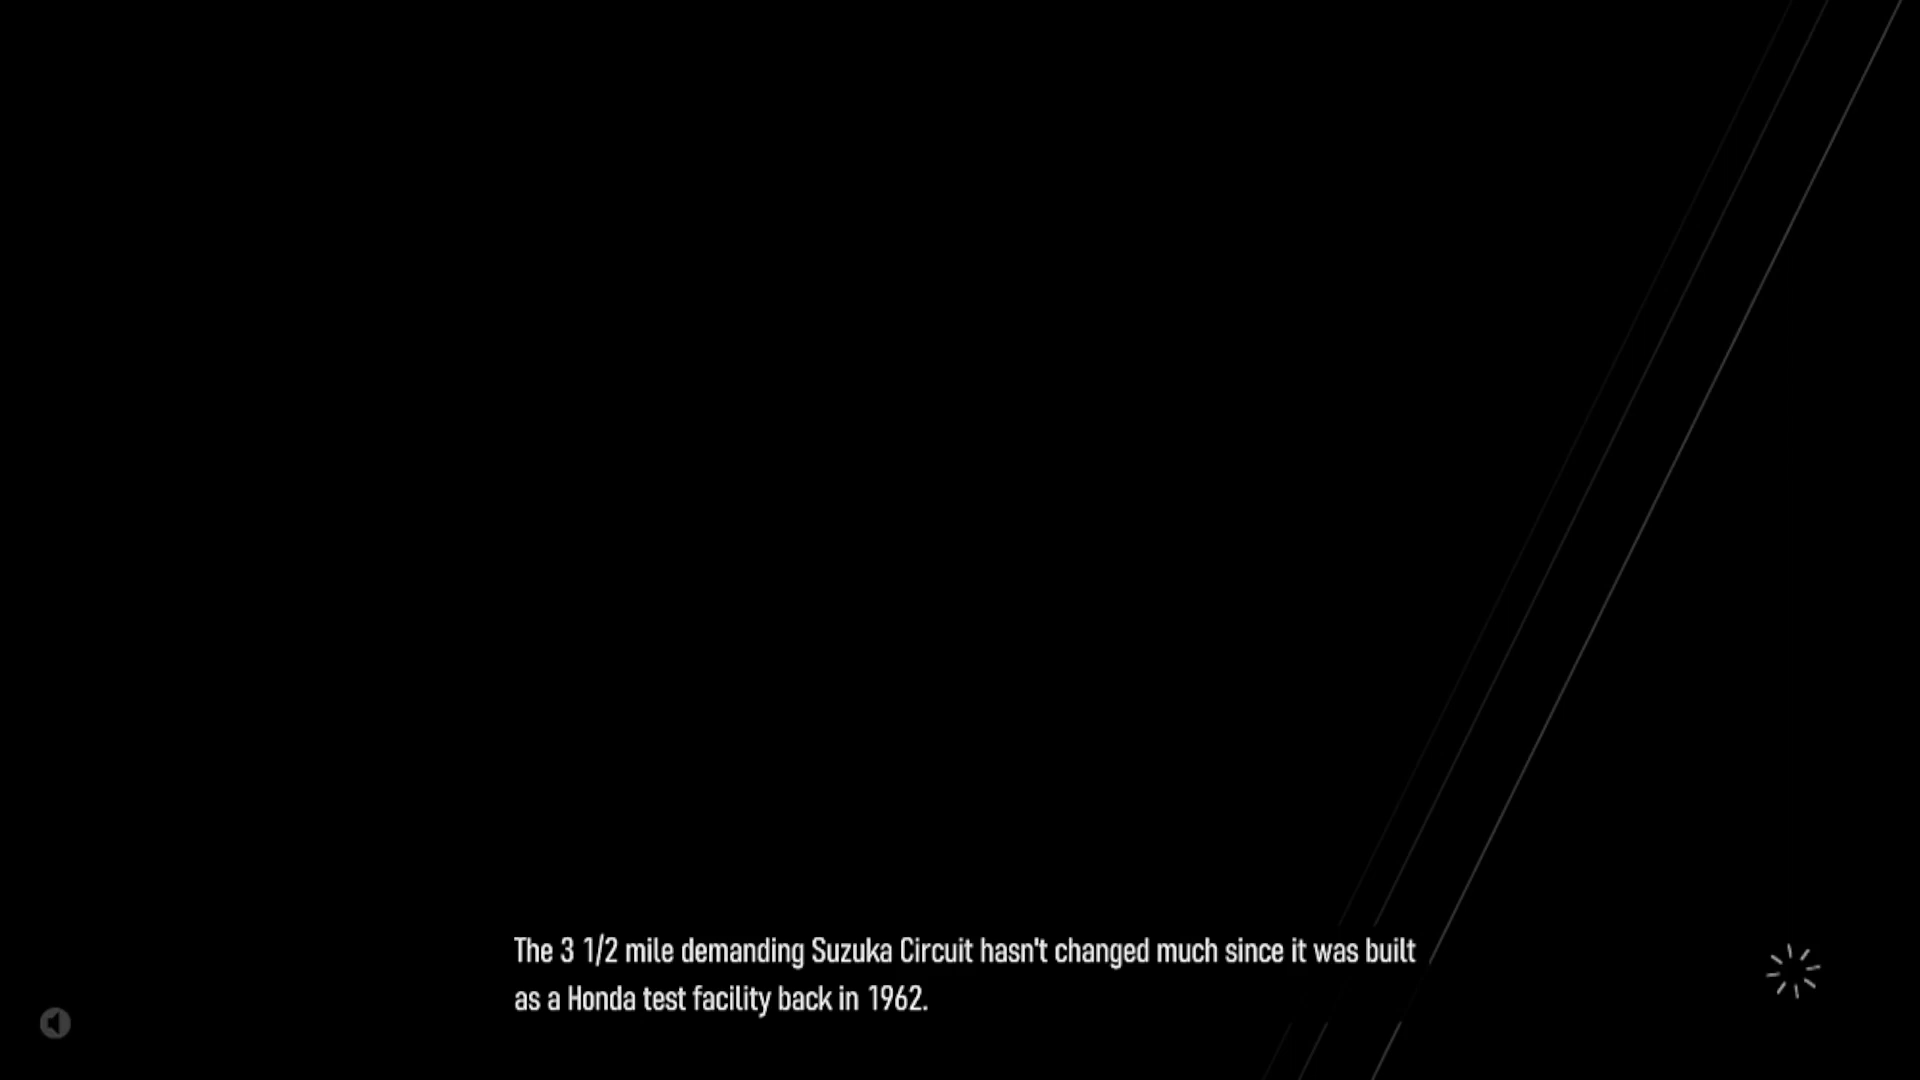 The 3 1/2 mile demanding Suzuka Circuit hasn't changed much since it was built
as a Honda test facility back in 1962.